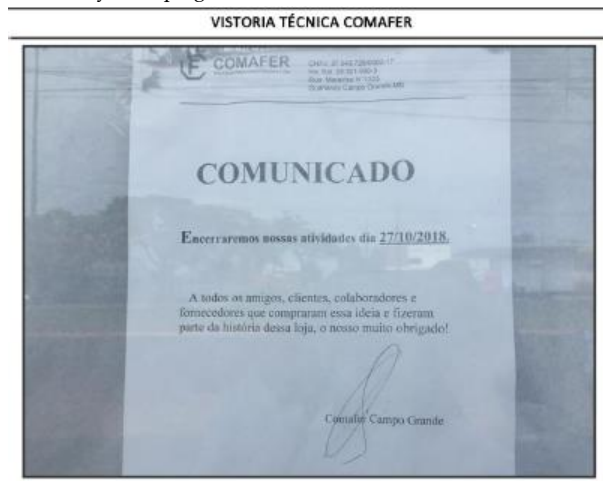 VISTORIA TÉCNICA COMAFER
COMAFER
COMUNICADO
Encerraremos nossas atividades dia 27/10/2018.
A todos os amigos, clientes, colaboradores e
fornecedores que compraram essa ideia e fizeram
parte da história dessa loja, o nosso muito obrigado!
Comafer Campo Grande